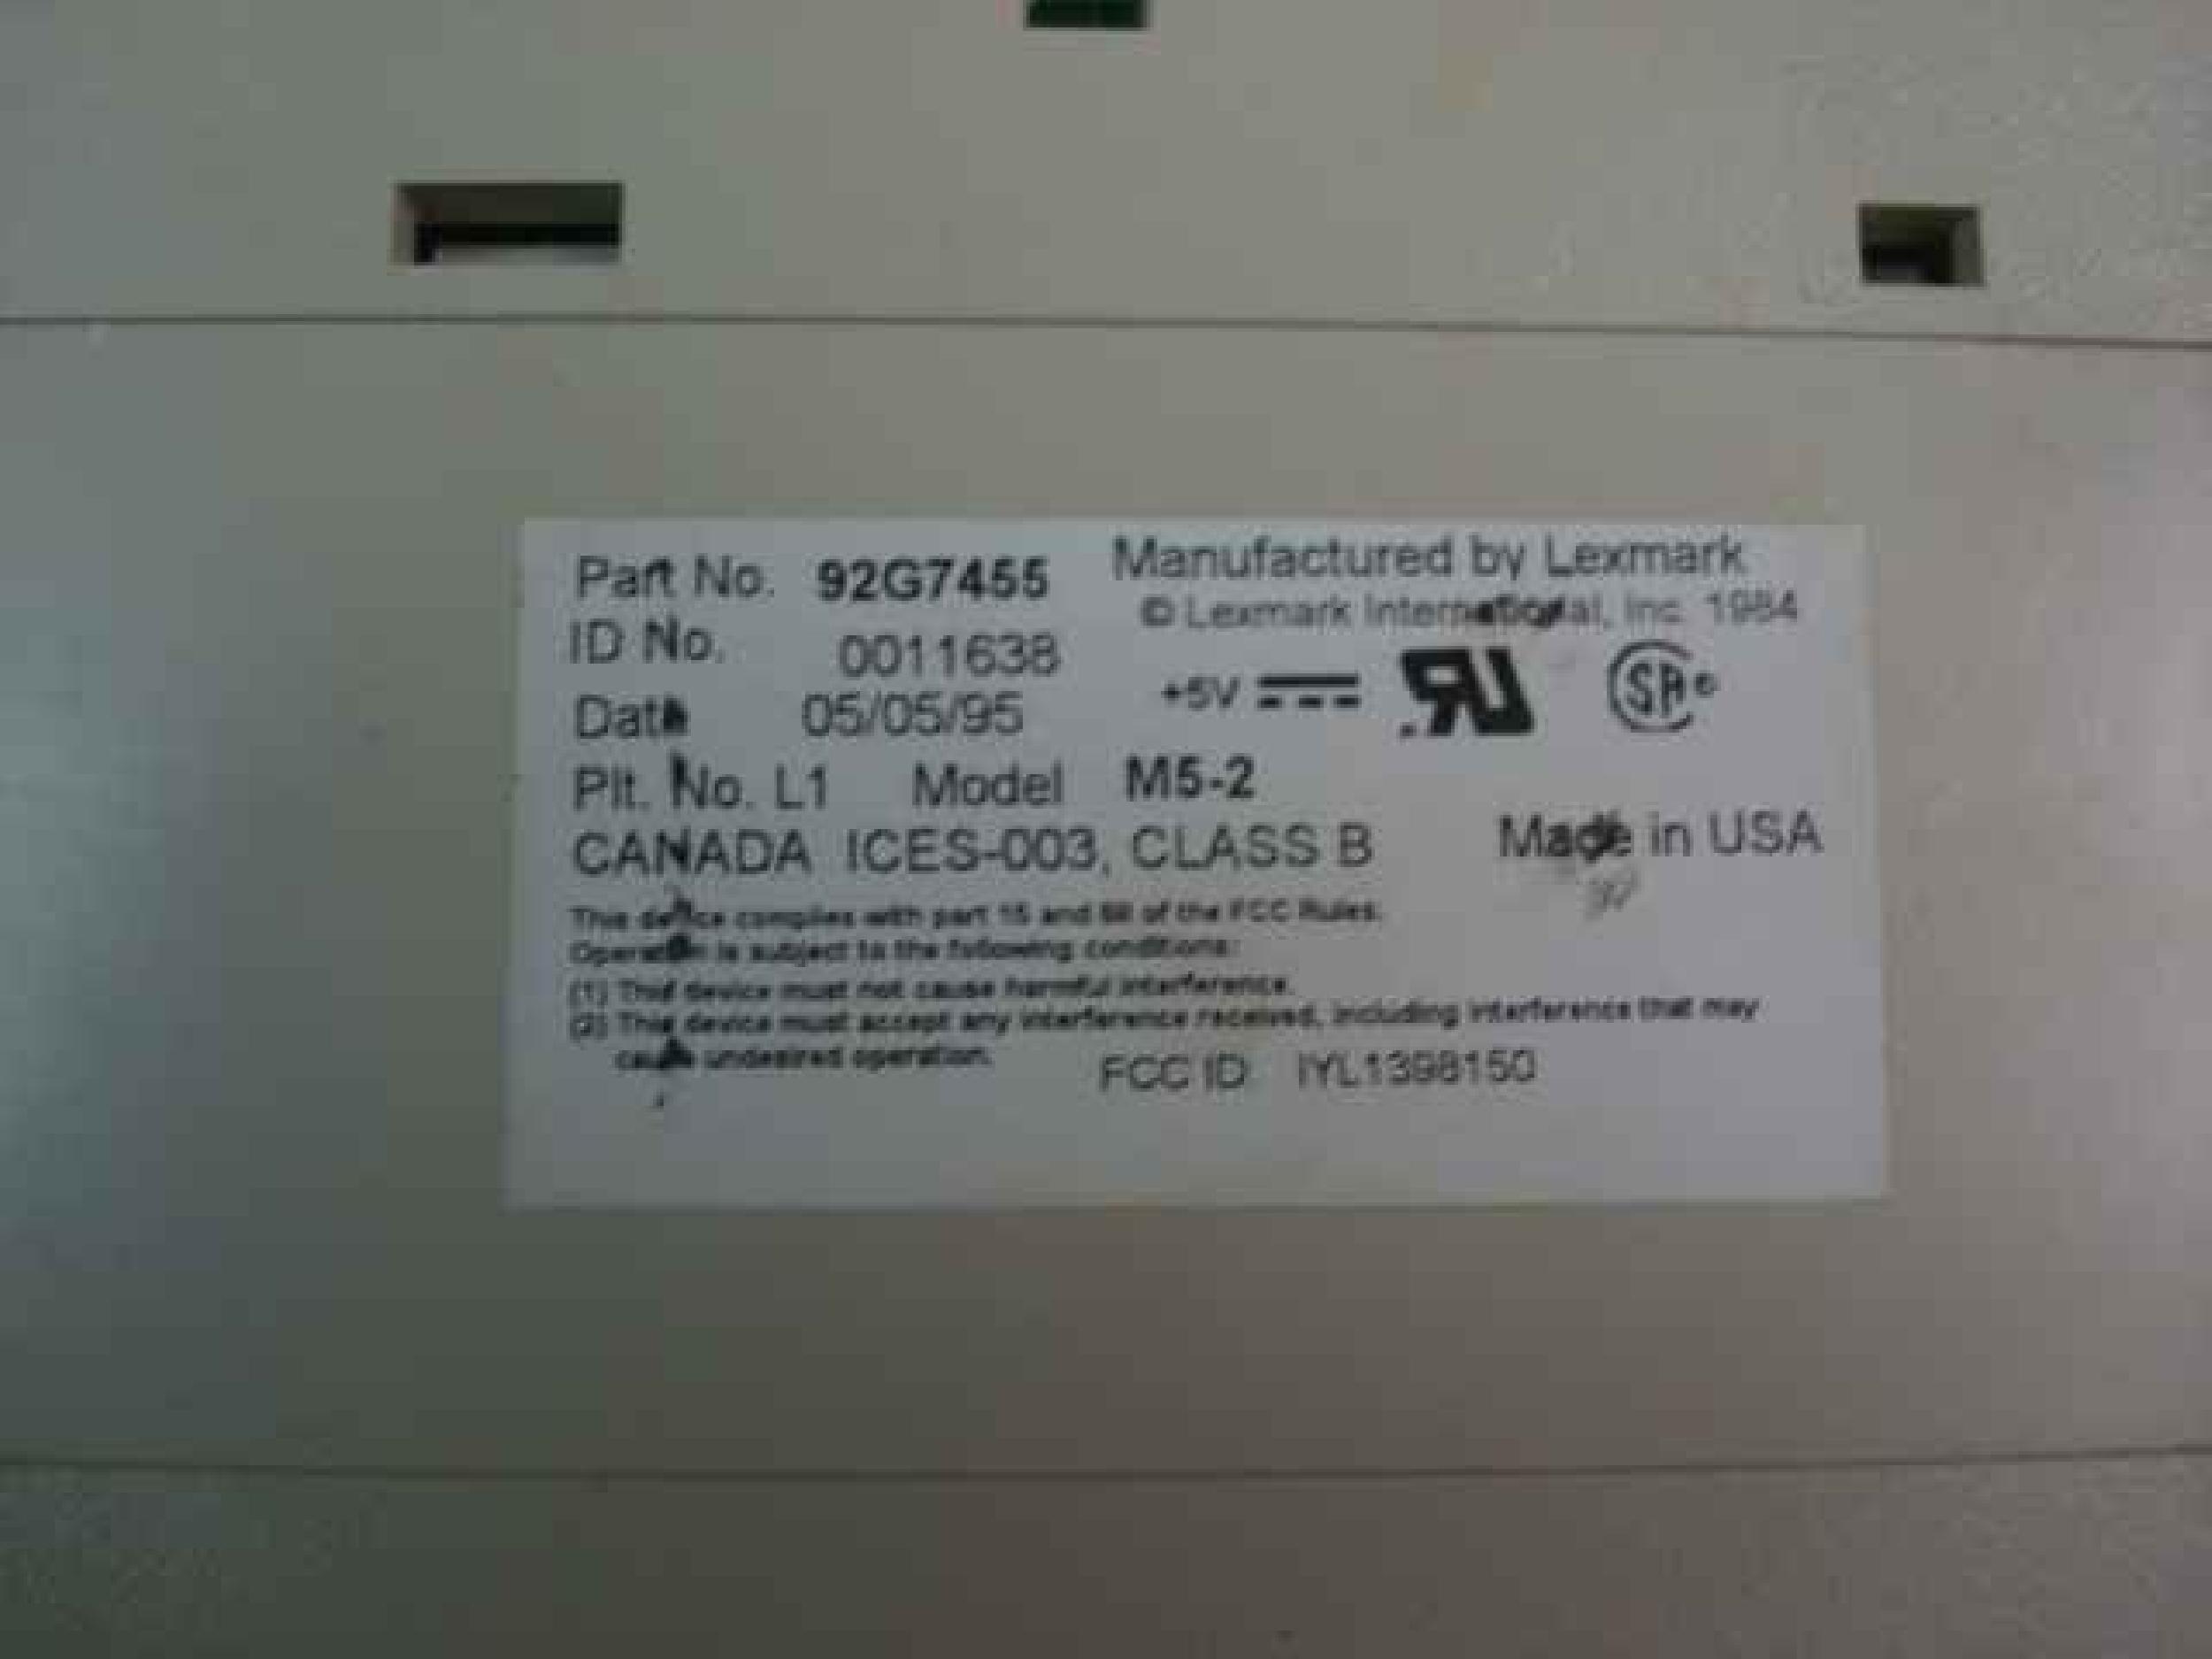 Part No. 92G7455
Manufactured by Lexmark
© Lexmark International, Inc. 1984
ID No. 0011638
+5V
Date 05/05/95
Plt. No. L1 Model M5-2
CANADA ICES-003, CLASS B
Made in USA
This device complies with part 15 and 68 of the FCC Rules.
Operation is subject to the following conditions:
(1) This device must not cause harmful interference.
(2) This device must accept any interference received, including interference that may
cause undesired operation.
FCC ID: IYL1398150